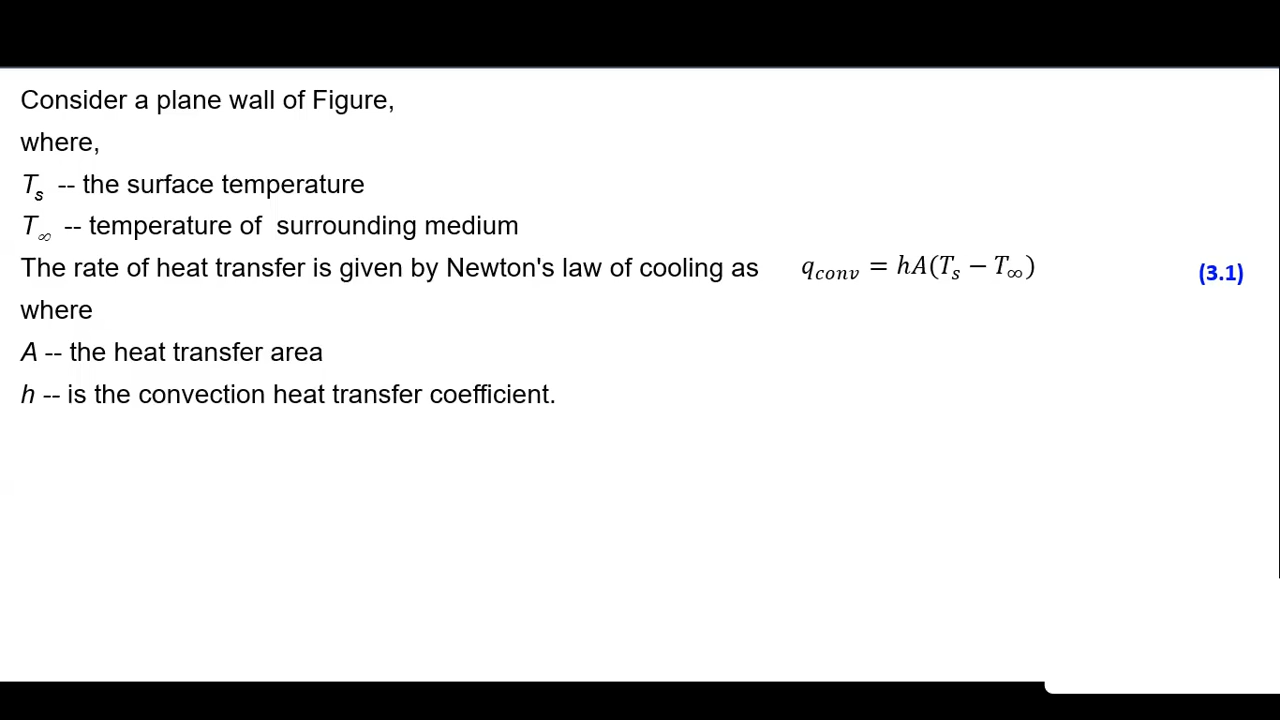 Consider a plane wall of Figure,
where,
Tₛ -- the surface temperature
T∞ -- temperature of surrounding medium
The rate of heat transfer is given by Newton's law of cooling as q_conv = hA(Tₛ − T∞) (3.1)
where
A -- the heat transfer area
h -- is the convection heat transfer coefficient.